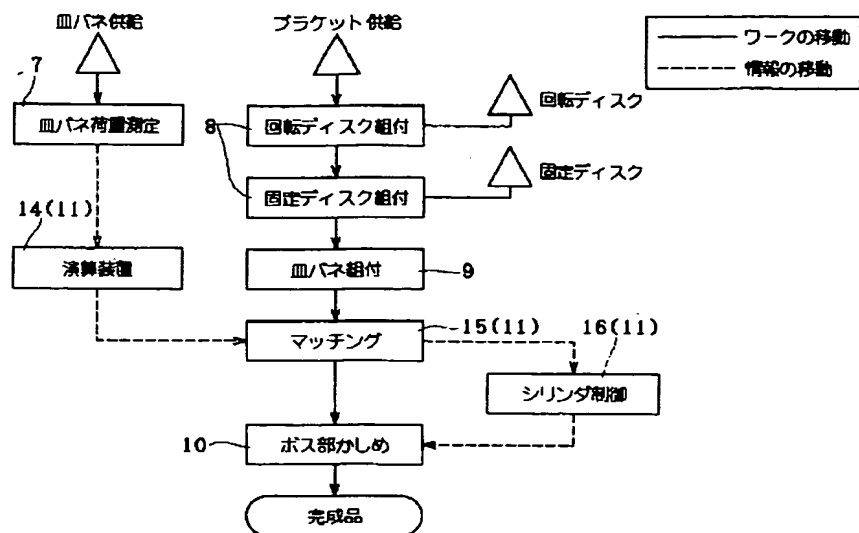 皿バネ供給
ブラケット供給
ワークの移動
情報の移動
7
皿バネ荷重測定
8
回転ディスク組付
回転ディスク
固定ディスク組付
固定ディスク
14(11)
演算装置
皿バネ組付
9
マッチング
15(11)
16(11)
シリンダ制御
10
ボス部かしめ
完成品